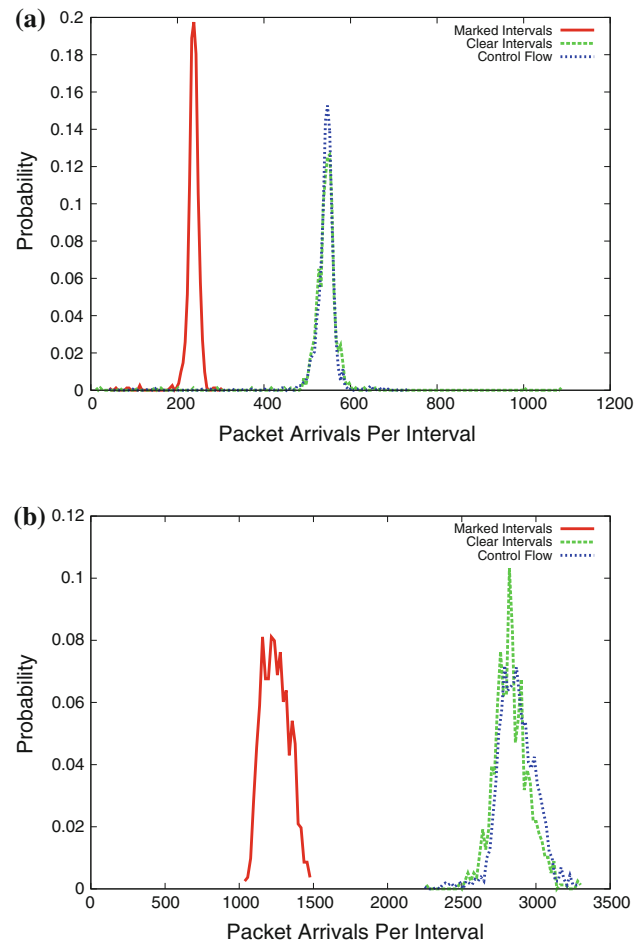 (a)
0.2
0.18
0.16
0.14
0.12
0.1
0.08
0.06
0.04
0.02
0
Probability
Marked Intervals
Clear Intervals
Control Flow
0 200 400 600 800 1000 1200
Packet Arrivals Per Interval
(b)
0.12
0.1
0.08
0.06
0.04
0.02
0
Probability
Marked Intervals
Clear Intervals
Control Flow
0 500 1000 1500 2000 2500 3000 3500
Packet Arrivals Per Interval